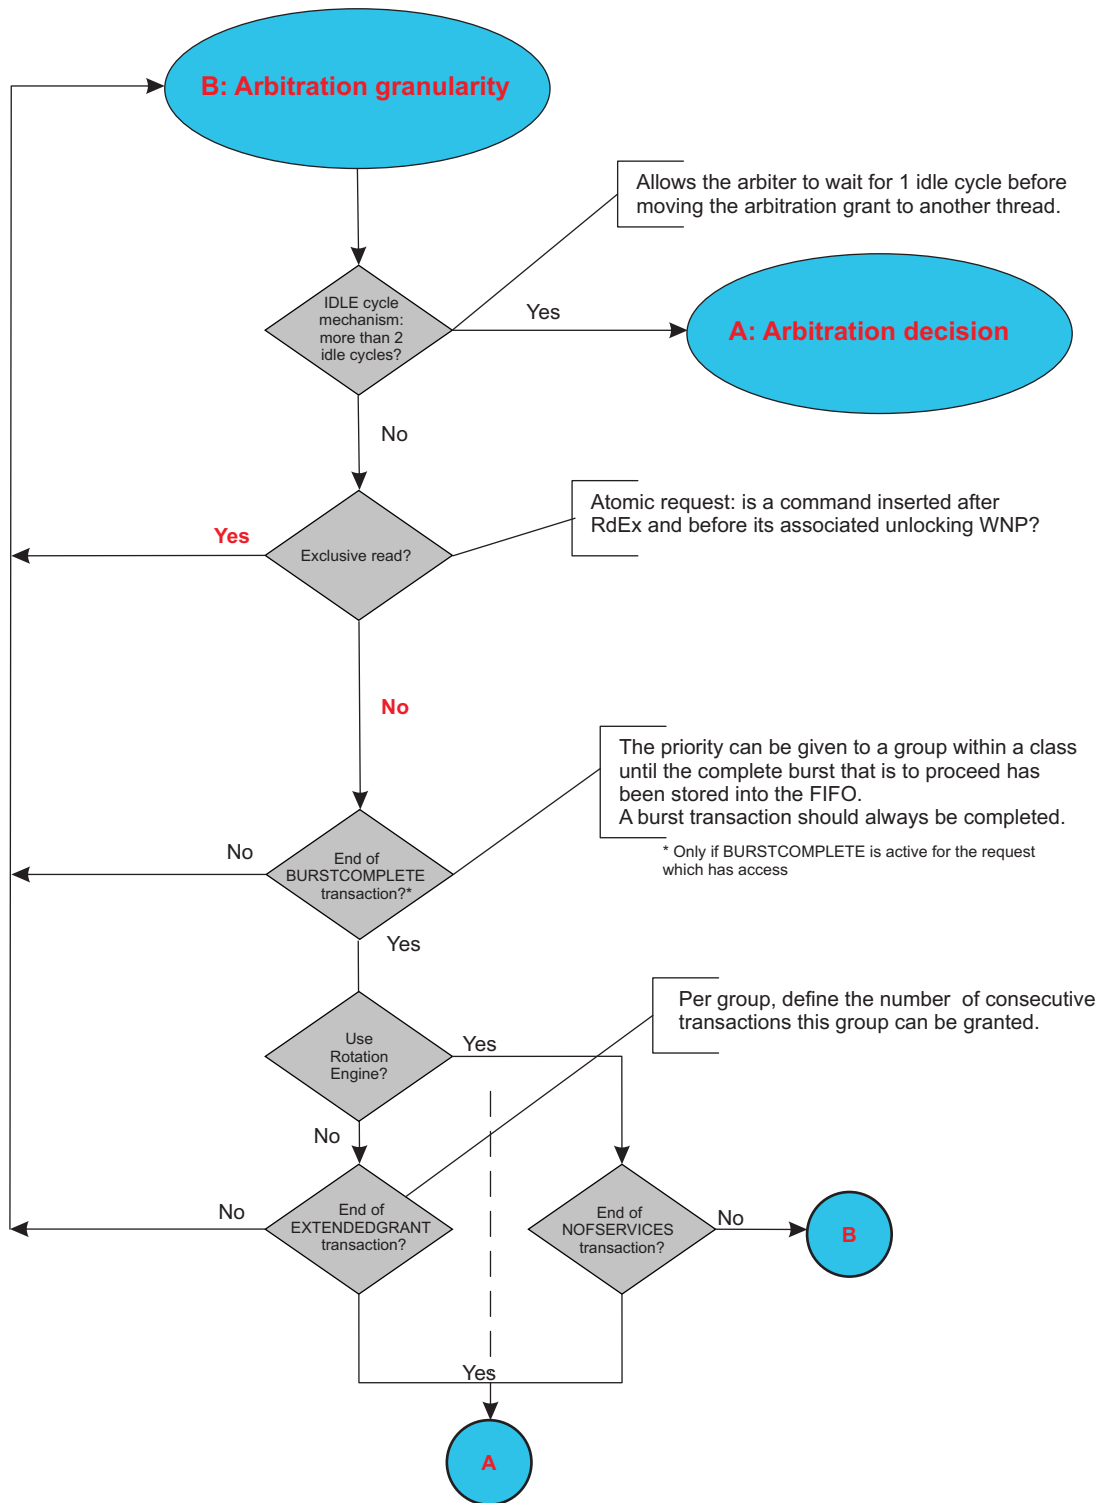 B: Arbitration granularity
Allows the arbiter to wait for 1 idle cycle before
moving the arbitration grant to another thread.
IDLE cycle
mechanism:
more than 2
idle cycles?
Yes
A: Arbitration decision
No
Atomic request: is a command inserted after
RdEx and before its associated unlocking WNP?
Yes
Exclusive read?
No
The priority can be given to a group within a class
until the complete burst that is to proceed has
been stored into the FIFO.
A burst transaction should always be completed.
* Only if BURSTCOMPLETE is active for the request
which has access
No
End of
BURSTCOMPLETE
transaction?*
Yes
Per group, define the number of consecutive
transactions this group can be granted.
Use
Rotation
Engine?
Yes
No
No
End of
EXTENDEDGRANT
transaction?
End of
NOFSERVICES
transaction?
No
B
Yes
A